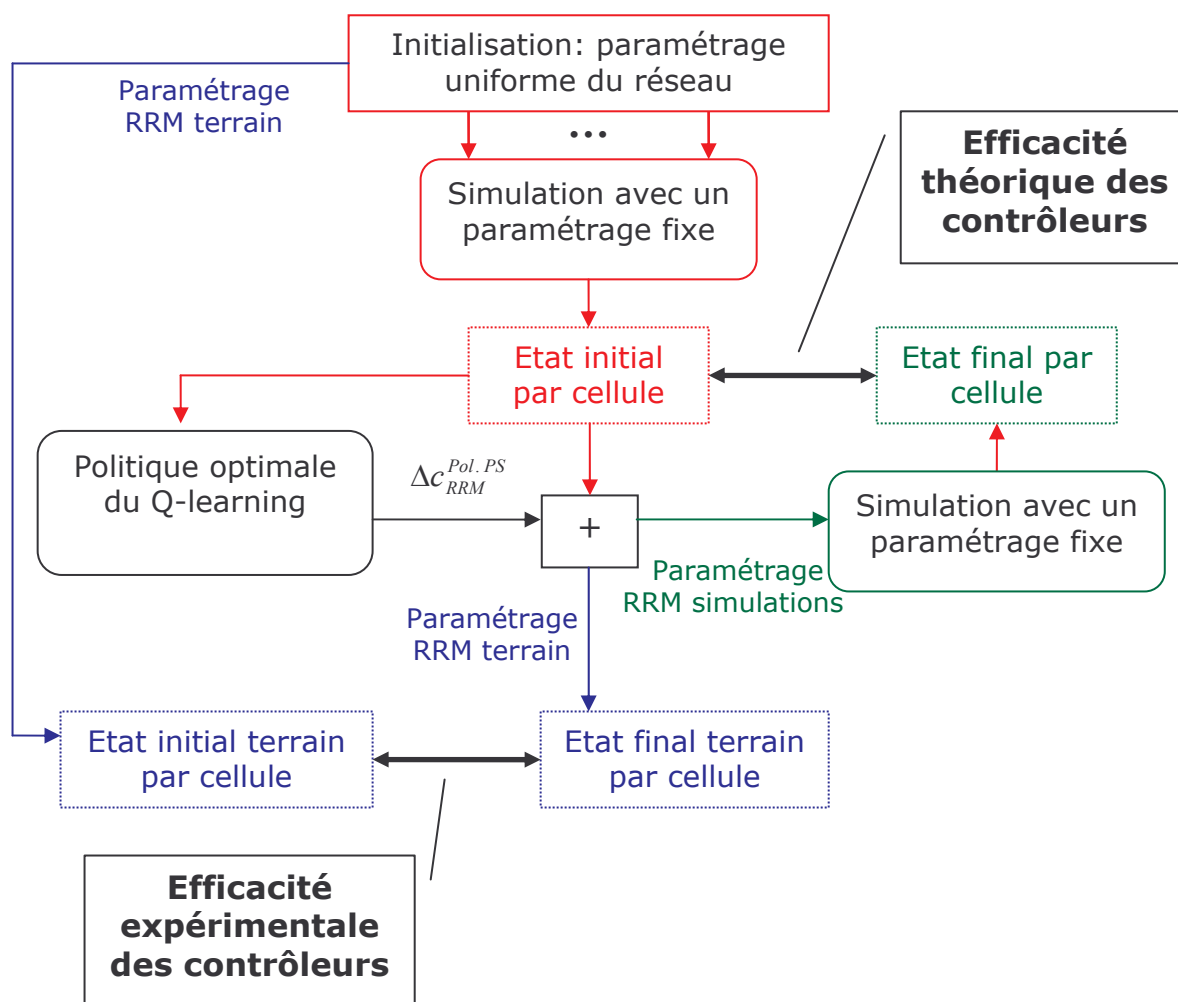 Initialisation: paramétrage
uniforme du réseau
Paramétrage
RRM terrain
...
Efficacité
théorique des
contrôleurs
Simulation avec un
paramétrage fixe
Etat initial
par cellule
Etat final par
cellule
Politique optimale
du Q-learning
Δc_{RRM}^{Pol. PS}
+
Simulation avec un
paramétrage fixe
Paramétrage
RRM simulations
Paramétrage
RRM terrain
Etat initial terrain
par cellule
Etat final terrain
par cellule
Efficacité
expérimentale
des contrôleurs